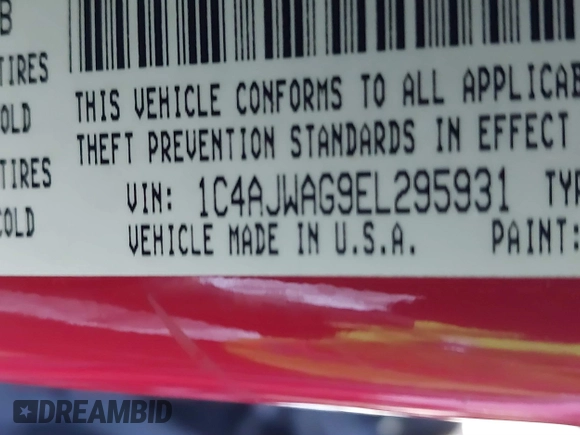 B
TIRES
THIS VEHICLE CONFORMS TO ALL APPLICAB
OLD
THEFT PREVENTION STANDARDS IN EFFECT
TIRES
VIN: 1C4AJWAG9EL295931 TYP
COLD
VEHICLE MADE IN U.S.A. PAINT:
DREAMBID